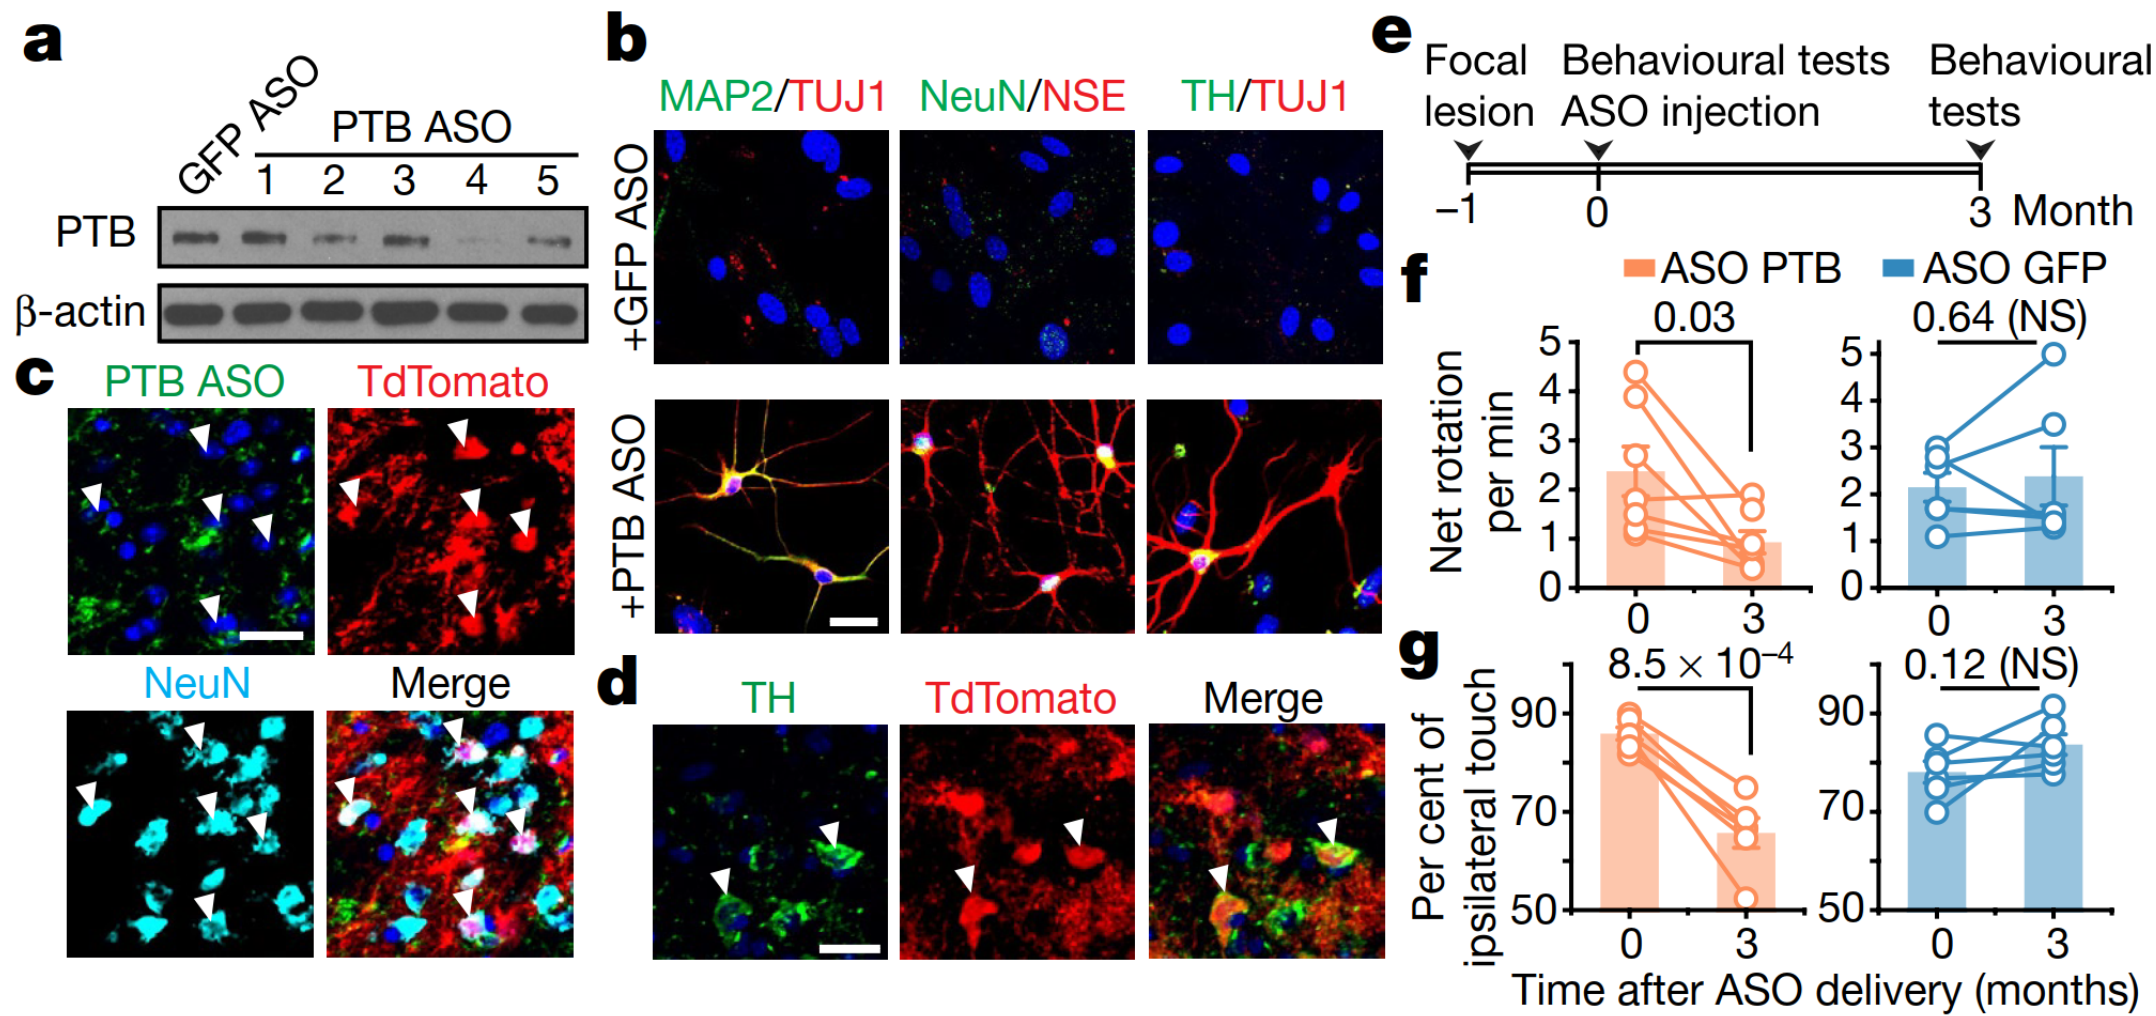 a
GFP ASO
PTB ASO
1 2 3 4 5
PTB
β-actin
b
MAP2/TUJ1 NeuN/NSE TH/TUJ1
+GFP ASO
+PTB ASO
c
PTB ASO TdTomato
NeuN Merge
d
TH TdTomato Merge
e
Focal lesion
Behavioural tests
ASO injection
Behavioural tests
−1 0 3 Month
f
ASO PTB ASO GFP
0.03 0.64 (NS)
Net rotation per min
5 4 3 2 1 0
0 3
5 4 3 2 1 0
0 3
g
8.5 × 10–4 0.12 (NS)
Per cent of ipsilateral touch
90 70 50
0 3
90 70 50
0 3
Time after ASO delivery (months)